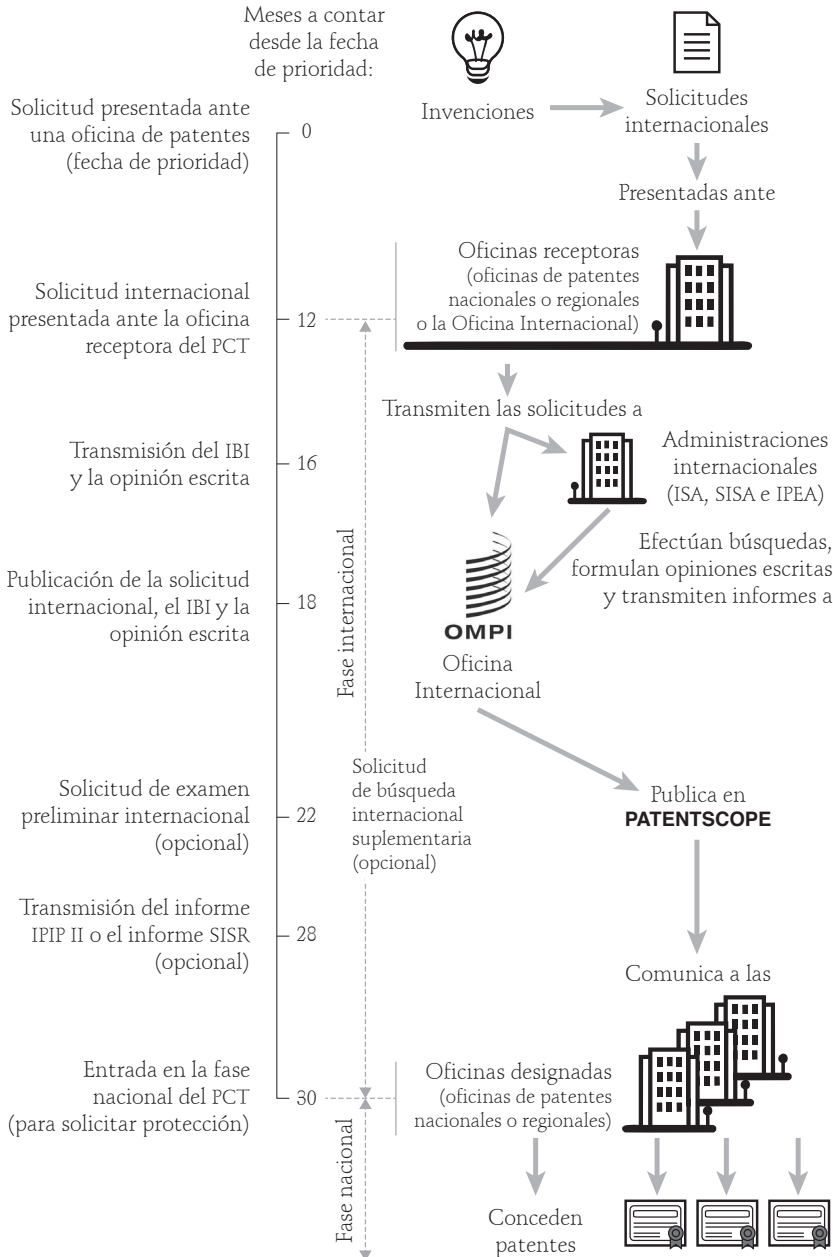 Meses a contar
desde la fecha
de prioridad:
Solicitud presentada ante
una oficina de patentes
(fecha de prioridad)
0
Invenciones
Solicitudes
internacionales
Presentadas ante
Solicitud internacional
presentada ante la oficina
receptora del PCT
12
Oficinas receptoras
(oficinas de patentes
nacionales o regionales
o la Oficina Internacional)
Transmiten las solicitudes a
Transmisión del IBI
y la opinión escrita
16
Administraciones
internacionales
(ISA, SISA e IPEA)
Efectúan búsquedas,
formulan opiniones escritas
y transmiten informes a
Publicación de la solicitud
internacional, el IBI y la
opinión escrita
18
Fase internacional
OMPI
Oficina
Internacional
Solicitud de examen
preliminar internacional
(opcional)
22
Solicitud
de búsqueda
internacional
suplementaria
(opcional)
Publica en
PATENTSCOPE
Transmisión del informe
IPIP II o el informe SISR
(opcional)
28
Comunica a las
Entrada en la fase
nacional del PCT
(para solicitar protección)
30
Oficinas designadas
(oficinas de patentes
nacionales o regionales)
Fase nacional
Conceden
patentes